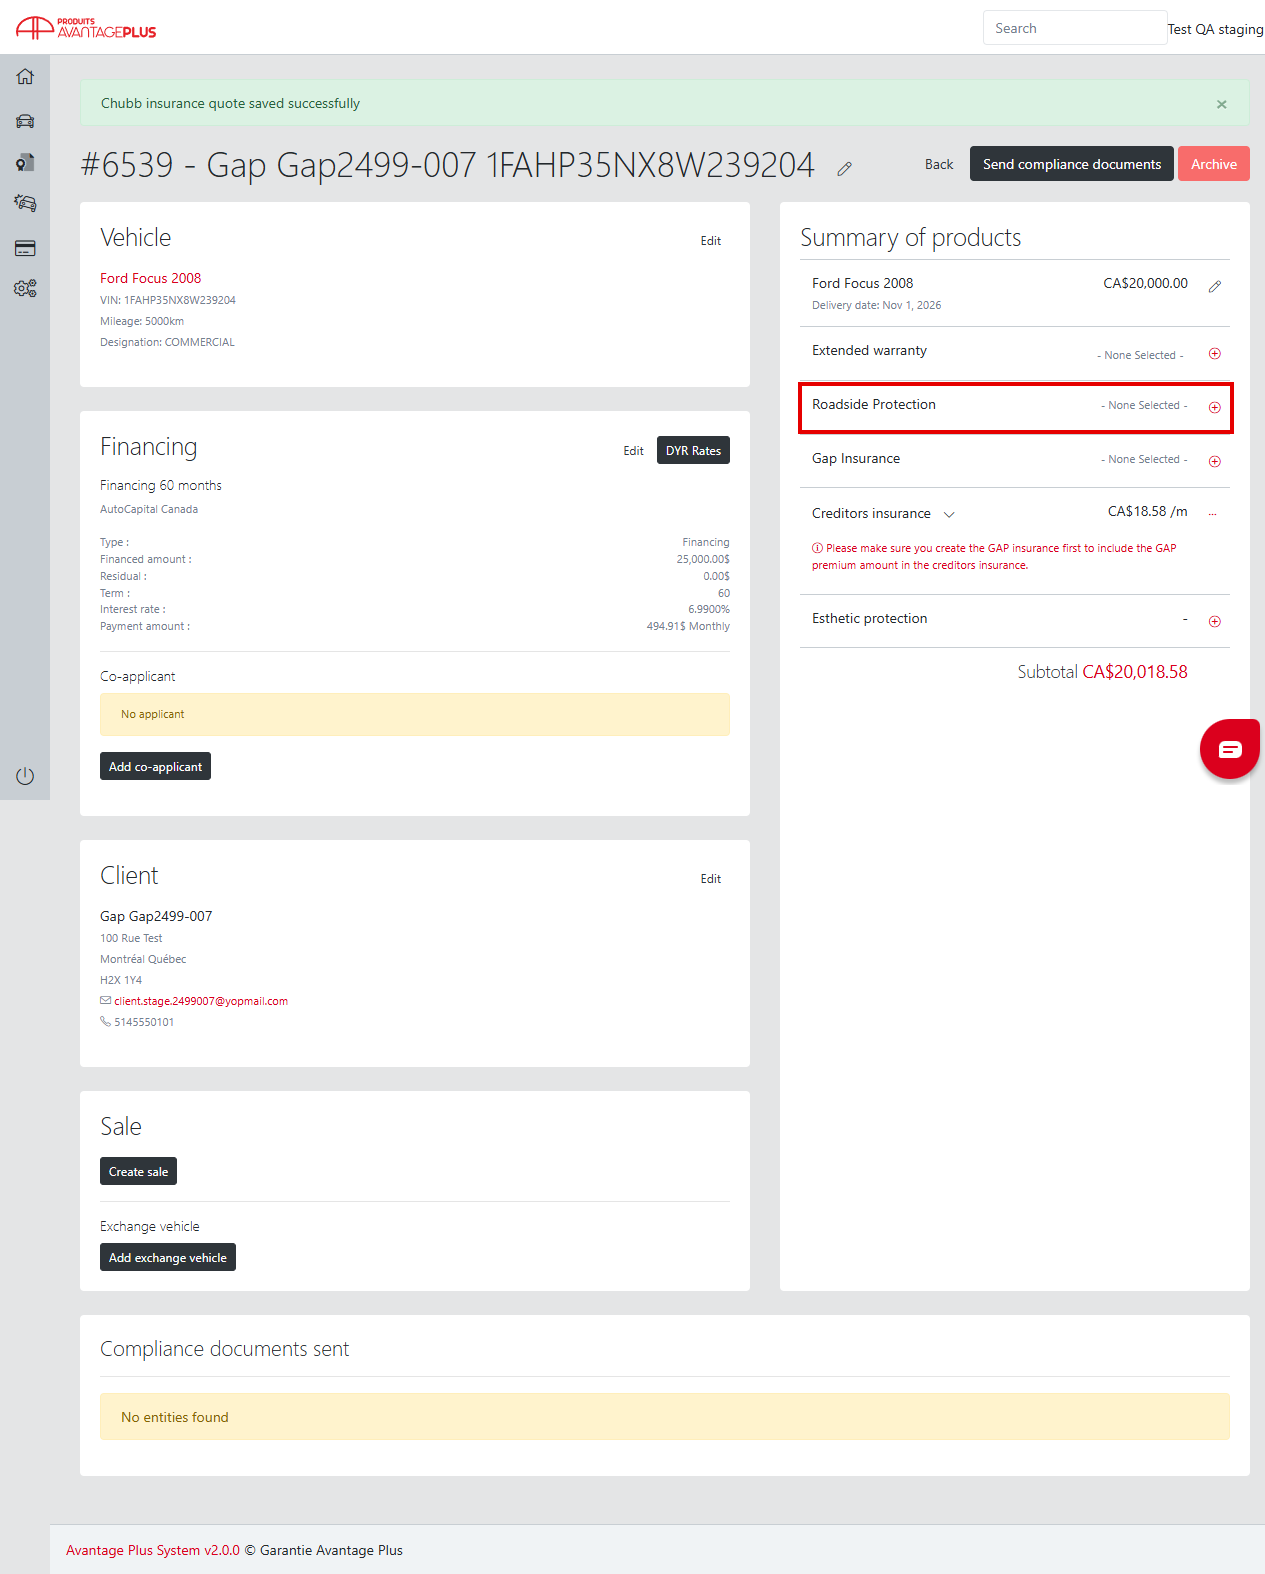 PRODUITS
AVANTAGEPLUS
Search
Test QA staging
Chubb insurance quote saved successfully
×
#6539 - Gap Gap2499-007 1FAHP35NX8W239204
Back
Send compliance documents
Archive
Vehicle
Edit
Ford Focus 2008
VIN: 1FAHP35NX8W239204
Mileage: 5000km
Designation: COMMERCIAL
Financing
Edit
DYR Rates
Financing 60 months
AutoCapital Canada
Type : Financing
Financed amount : 25,000.00$
Residual : 0.00$
Term : 60
Interest rate : 6.9900%
Payment amount : 494.91$ Monthly
Co-applicant
No applicant
Add co-applicant
Client
Edit
Gap Gap2499-007
100 Rue Test
Montréal Québec
H2X 1Y4
client.stage.2499007@yopmail.com
5145550101
Sale
Create sale
Exchange vehicle
Add exchange vehicle
Summary of products
Ford Focus 2008 CA$20,000.00
Delivery date: Nov 1, 2026
Extended warranty - None Selected -
Roadside Protection - None Selected -
Gap Insurance - None Selected -
Creditors insurance CA$18.58 /m ...
Please make sure you create the GAP insurance first to include the GAP
premium amount in the creditors insurance.
Esthetic protection -
Subtotal CA$20,018.58
Compliance documents sent
No entities found
Avantage Plus System v2.0.0 © Garantie Avantage Plus